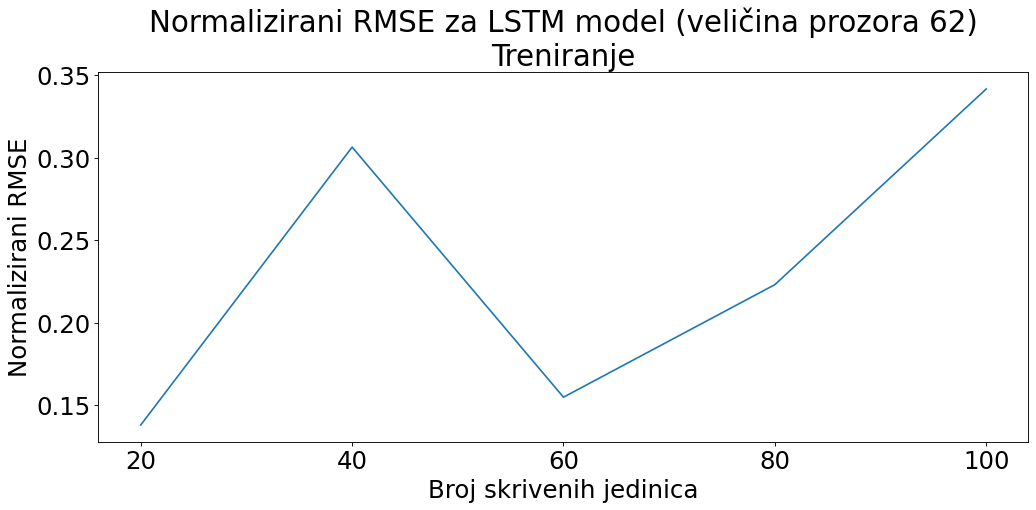 Normalizirani RMSE za LSTM model (veličina prozora 62)
Treniranje
Normalizirani RMSE
0.35
0.30
0.25
0.20
0.15
20 40 60 80 100
Broj skrivenih jedinica